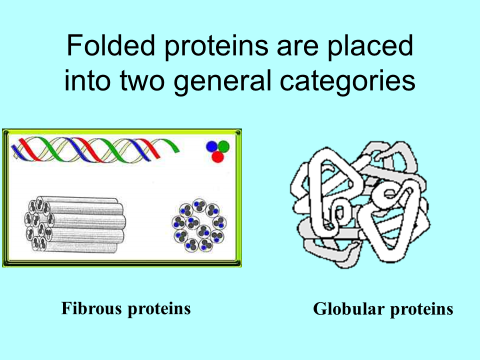 Folded proteins are placed
into two general categories
Fibrous proteins
Globular proteins